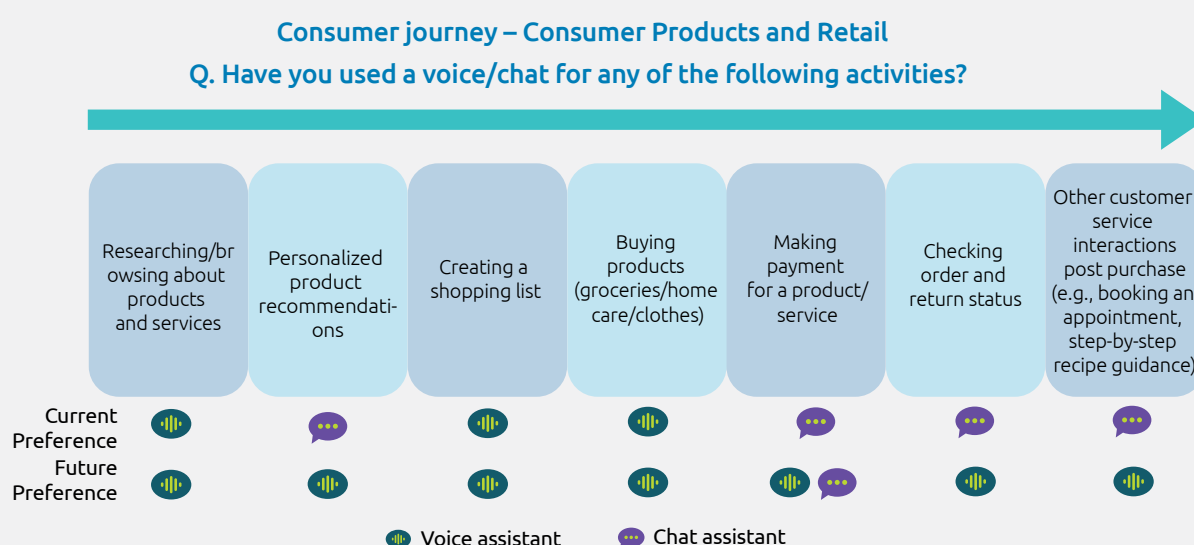 Consumer journey – Consumer Products and Retail
Q. Have you used a voice/chat for any of the following activities?
Researching/br
owsing about
products
and services
Personalized
product
recommendati-
ons
Creating a
shopping list
Buying
products
(groceries/home
care/clothes)
Making
payment
for a product/
service
Checking
order and
return status
Other customer
service
interactions
post purchase
(e.g., booking an
appointment,
step-by-step
recipe guidance)
Current
Preference
Future
Preference
Voice assistant
Chat assistant